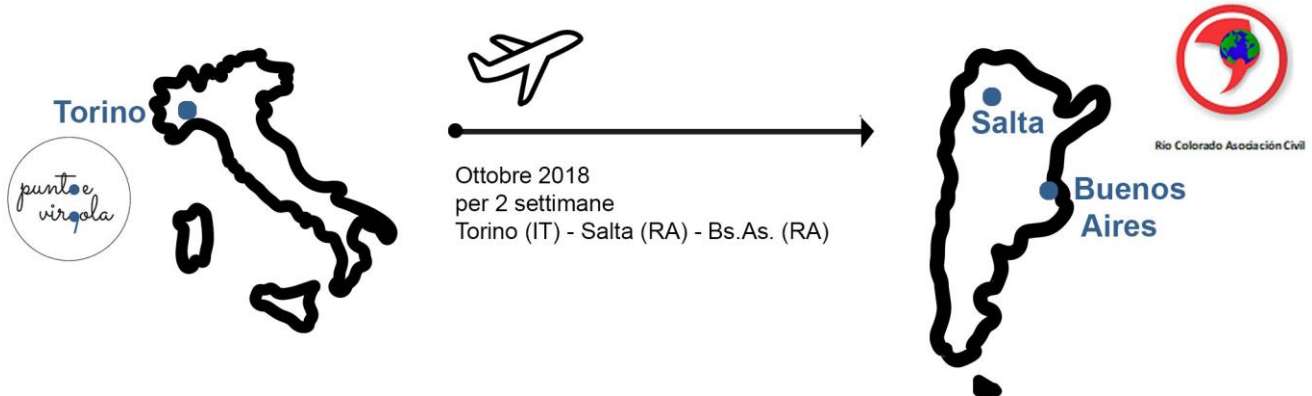 Torino
punto e
virgola
Ottobre 2018
per 2 settimane
Torino (IT) - Salta (RA) - Bs.As. (RA)
Salta
Buenos
Aires
Río Colorado Asociación Civil